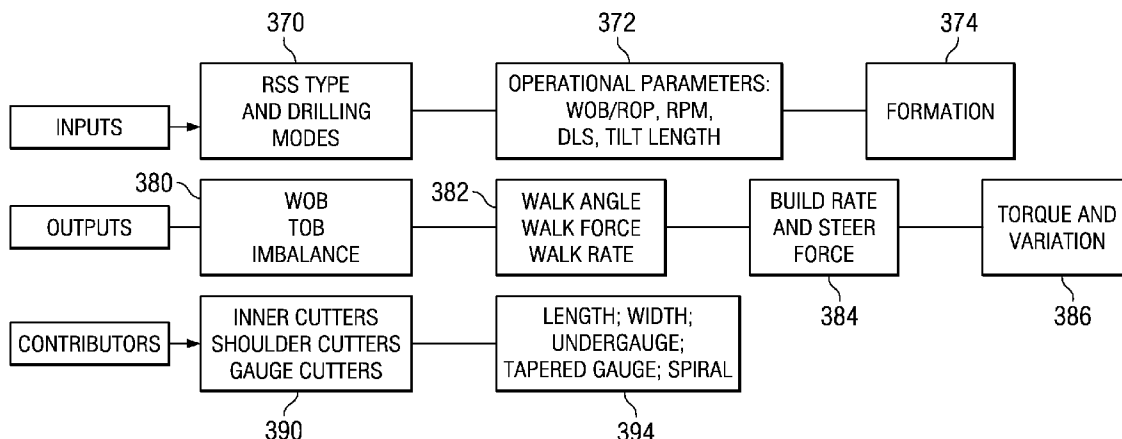 370
372
374
INPUTS
RSS TYPE
AND DRILLING
MODES
OPERATIONAL PARAMETERS:
WOB/ROP, RPM,
DLS, TILT LENGTH
FORMATION
380
382
OUTPUTS
WOB
TOB
IMBALANCE
WALK ANGLE
WALK FORCE
WALK RATE
BUILD RATE
AND STEER
FORCE
TORQUE AND
VARIATION
384
386
CONTRIBUTORS
INNER CUTTERS
SHOULDER CUTTERS
GAUGE CUTTERS
LENGTH; WIDTH;
UNDERGAUGE;
TAPERED GAUGE; SPIRAL
390
394